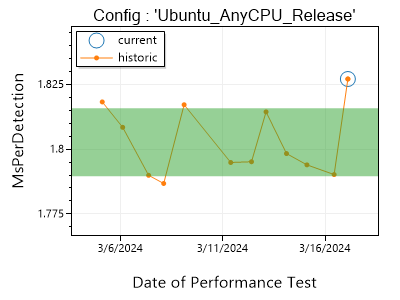 Config : 'Ubuntu_AnyCPU_Release'
current
historic
1.825
1.8
1.775
MsPerDetection
3/6/2024
3/11/2024
3/16/2024
Date of Performance Test